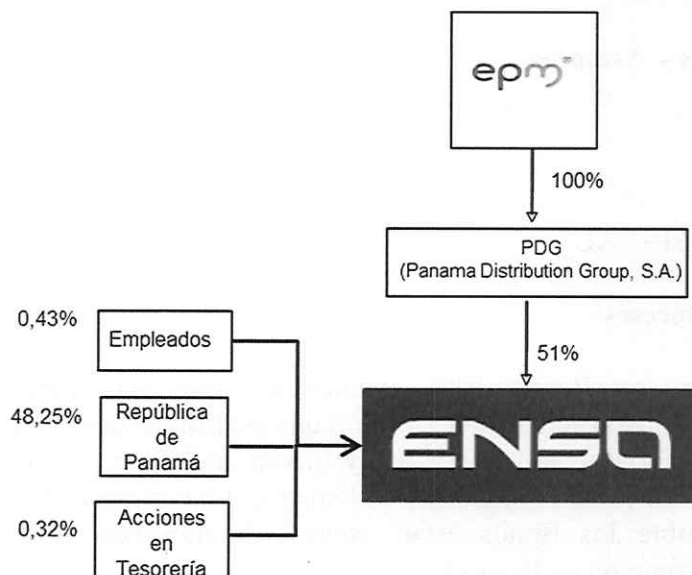 epm®
100%
PDG
(Panama Distribution Group, S.A.)
51%
0,43%
Empleados
48,25%
República
de
Panamá
0,32%
Acciones
en
Tesorería
ENSA